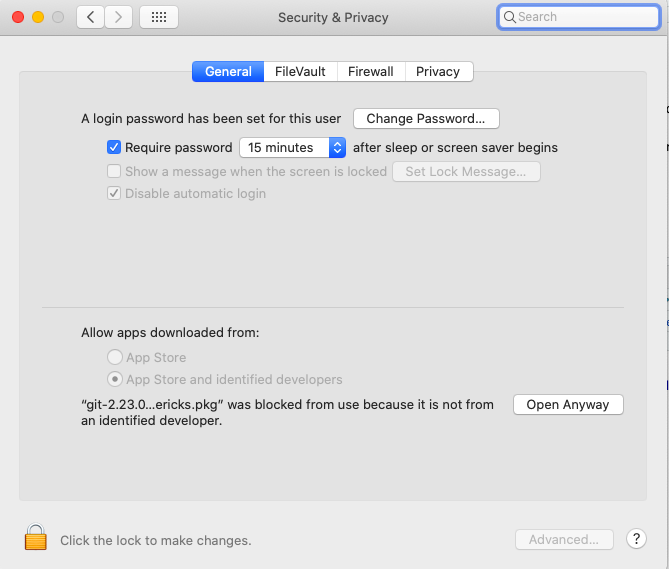 Security & Privacy
Search
General FileVault Firewall Privacy
A login password has been set for this user Change Password...
Require password 15 minutes after sleep or screen saver begins
Show a message when the screen is locked Set Lock Message...
Disable automatic login
Allow apps downloaded from:
App Store
App Store and identified developers
“git-2.23.0...ericks.pkg” was blocked from use because it is not from Open Anyway
an identified developer.
Click the lock to make changes. Advanced... ?